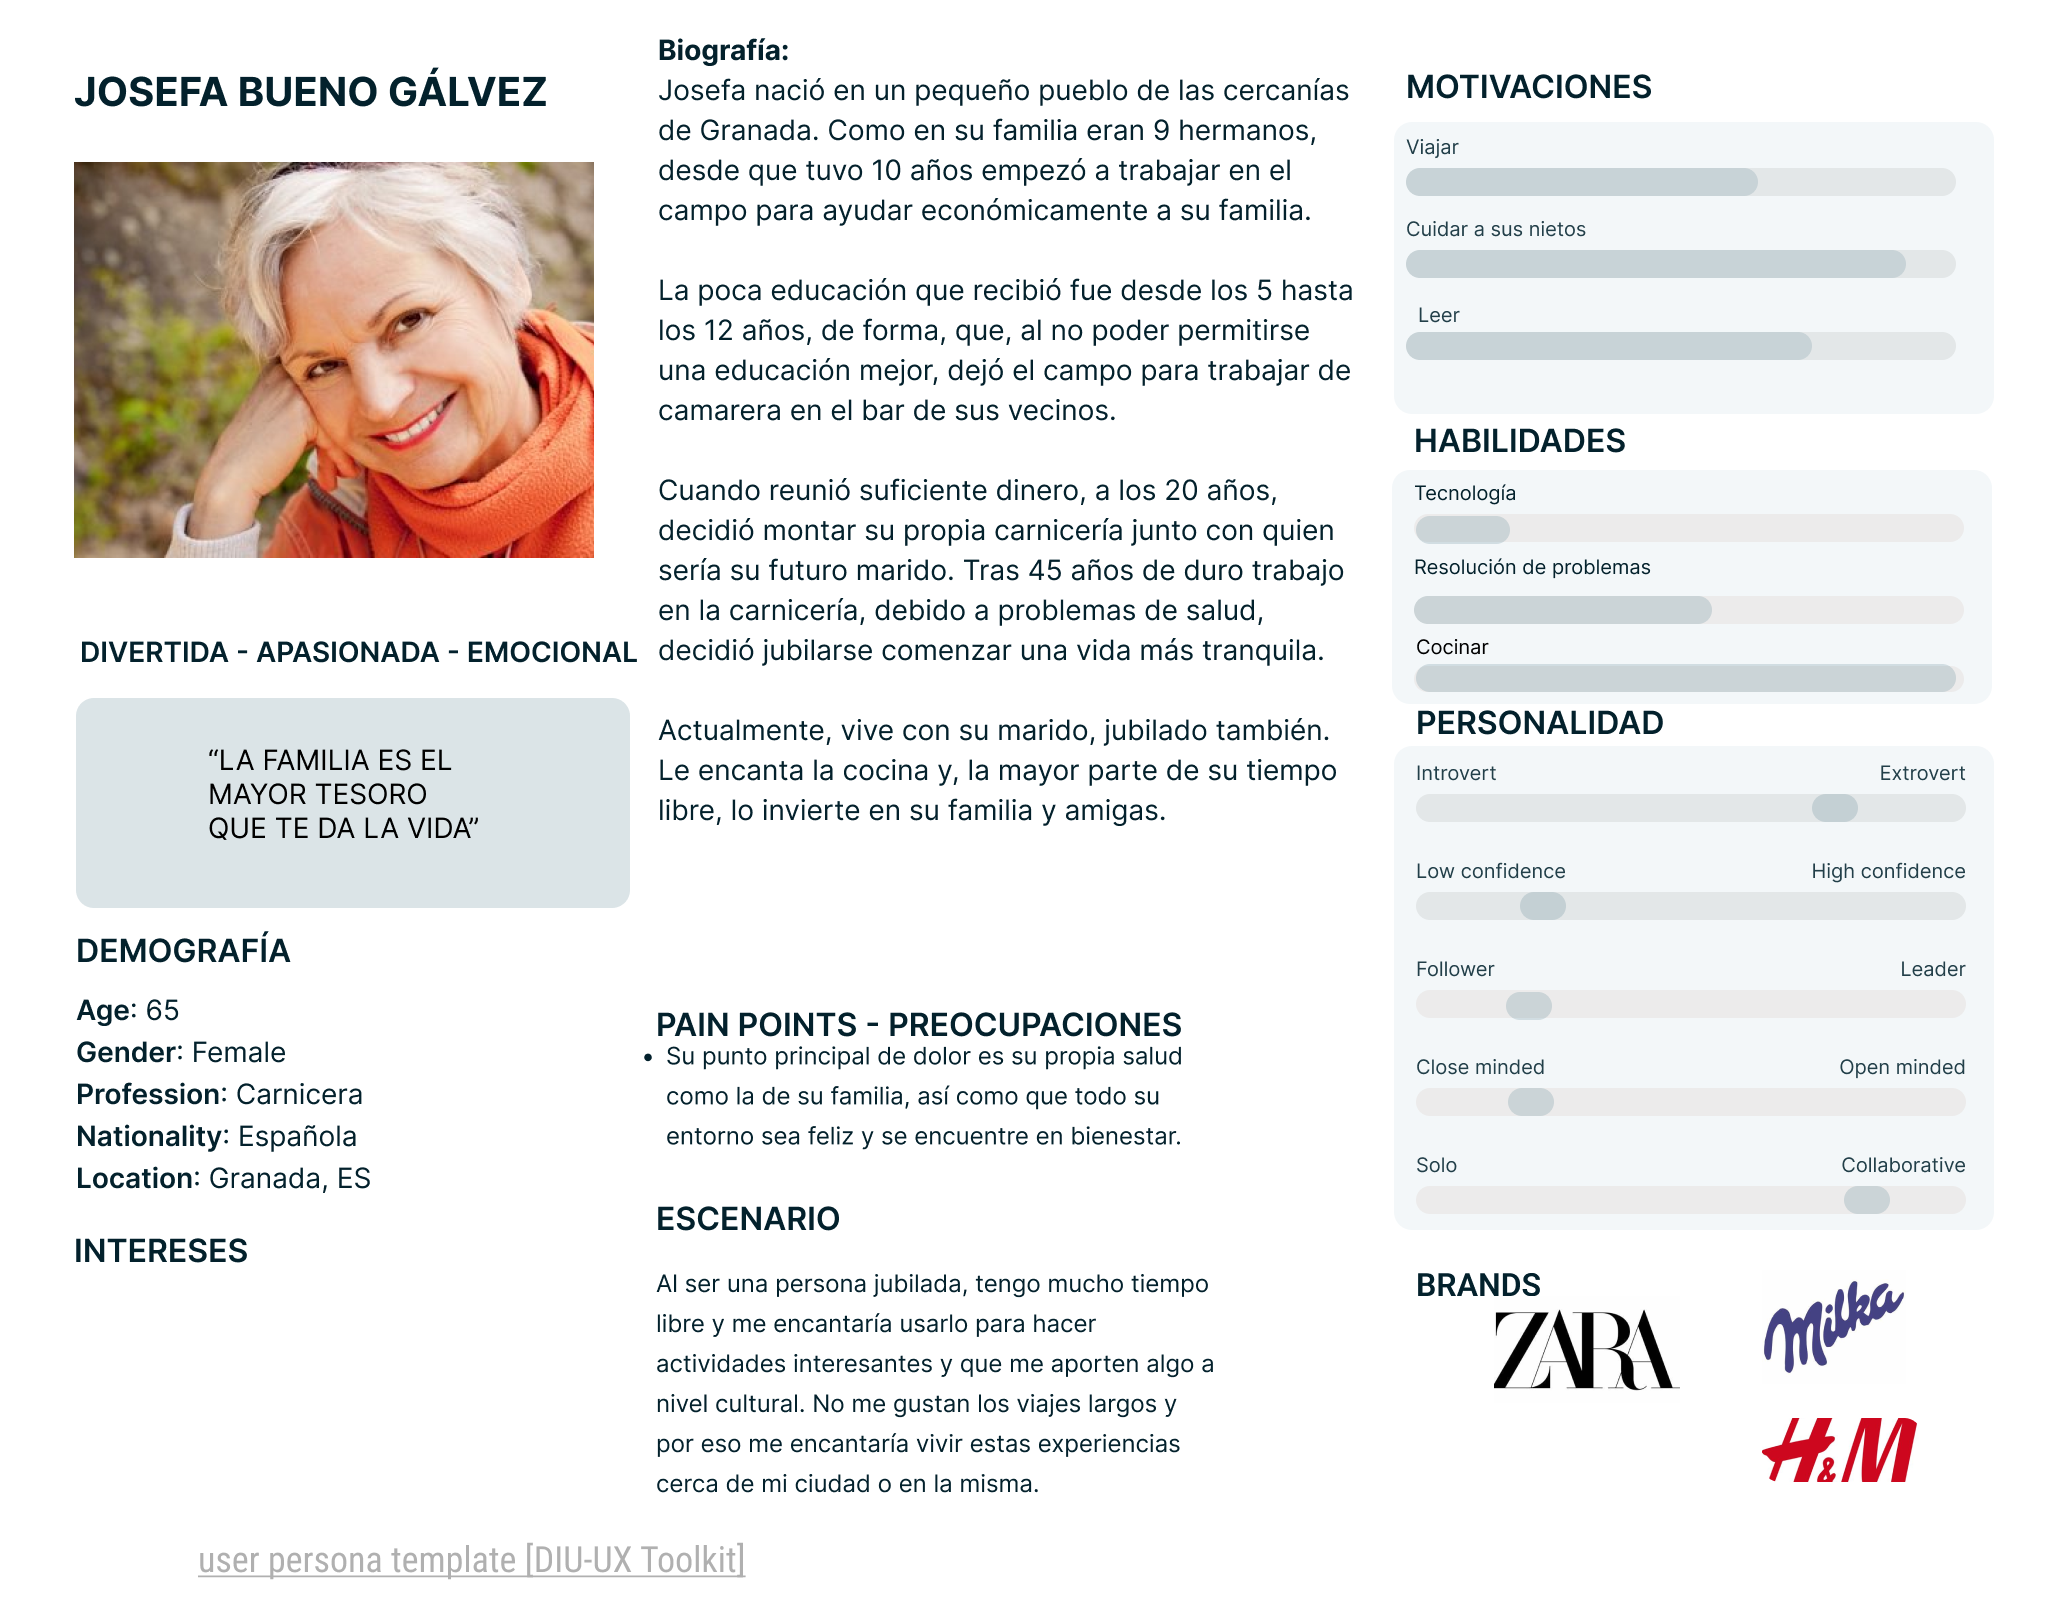 JOSEFA BUENO GÁLVEZ
DIVERTIDA - APASIONADA - EMOCIONAL
“LA FAMILIA ES EL
MAYOR TESORO
QUE TE DA LA VIDA”
DEMOGRAFÍA
Age: 65
Gender: Female
Profession: Carnicera
Nationality: Española
Location: Granada, ES
INTERESES
Biografía:
Josefa nació en un pequeño pueblo de las cercanías
de Granada. Como en su familia eran 9 hermanos,
desde que tuvo 10 años empezó a trabajar en el
campo para ayudar económicamente a su familia.
La poca educación que recibió fue desde los 5 hasta
los 12 años, de forma, que, al no poder permitirse
una educación mejor, dejó el campo para trabajar de
camarera en el bar de sus vecinos.
Cuando reunió suficiente dinero, a los 20 años,
decidió montar su propia carnicería junto con quien
sería su futuro marido. Tras 45 años de duro trabajo
en la carnicería, debido a problemas de salud,
decidió jubilarse comenzar una vida más tranquila.
Actualmente, vive con su marido, jubilado también.
Le encanta la cocina y, la mayor parte de su tiempo
libre, lo invierte en su familia y amigas.
PAIN POINTS - PREOCUPACIONES
• Su punto principal de dolor es su propia salud
como la de su familia, así como que todo su
entorno sea feliz y se encuentre en bienestar.
ESCENARIO
Al ser una persona jubilada, tengo mucho tiempo
libre y me encantaría usarlo para hacer
actividades interesantes y que me aporten algo a
nivel cultural. No me gustan los viajes largos y
por eso me encantaría vivir estas experiencias
cerca de mi ciudad o en la misma.
MOTIVACIONES
Viajar
Cuidar a sus nietos
Leer
HABILIDADES
Tecnología
Resolución de problemas
Cocinar
PERSONALIDAD
Introvert Extrovert
Low confidence High confidence
Follower Leader
Close minded Open minded
Solo Collaborative
BRANDS
ZARA
Milka
H&M
user persona template [DIU-UX Toolkit]